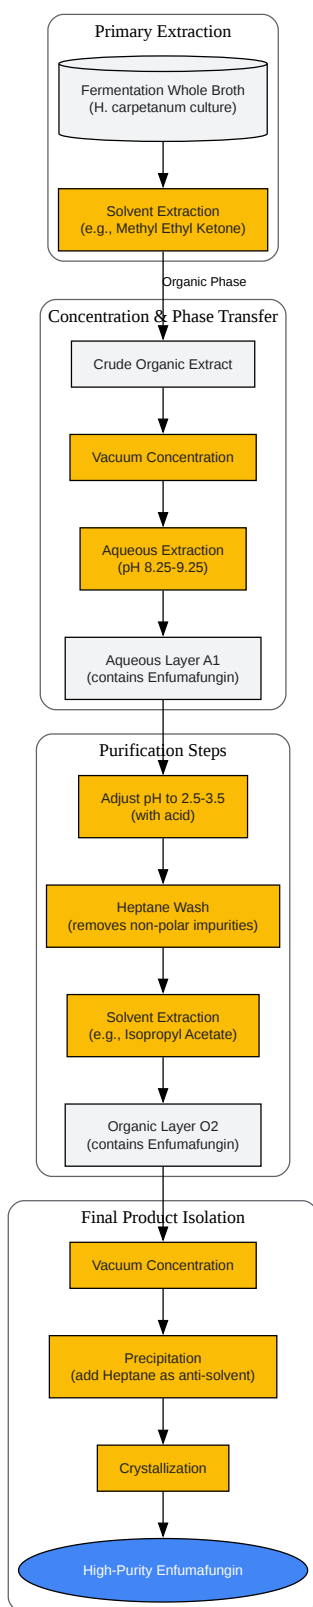 Primary Extraction
Fermentation Whole Broth
(H. carpetanum culture)
Solvent Extraction
(e.g., Methyl Ethyl Ketone)
Organic Phase
Concentration & Phase Transfer
Crude Organic Extract
Vacuum Concentration
Aqueous Extraction
(pH 8.25-9.25)
Aqueous Layer A1
(contains Enfumafungin)
Purification Steps
Adjust pH to 2.5-3.5
(with acid)
Heptane Wash
(removes non-polar impurities)
Solvent Extraction
(e.g., Isopropyl Acetate)
Organic Layer O2
(contains Enfumafungin)
Final Product Isolation
Vacuum Concentration
Precipitation
(add Heptane as anti-solvent)
Crystallization
High-Purity Enfumafungin